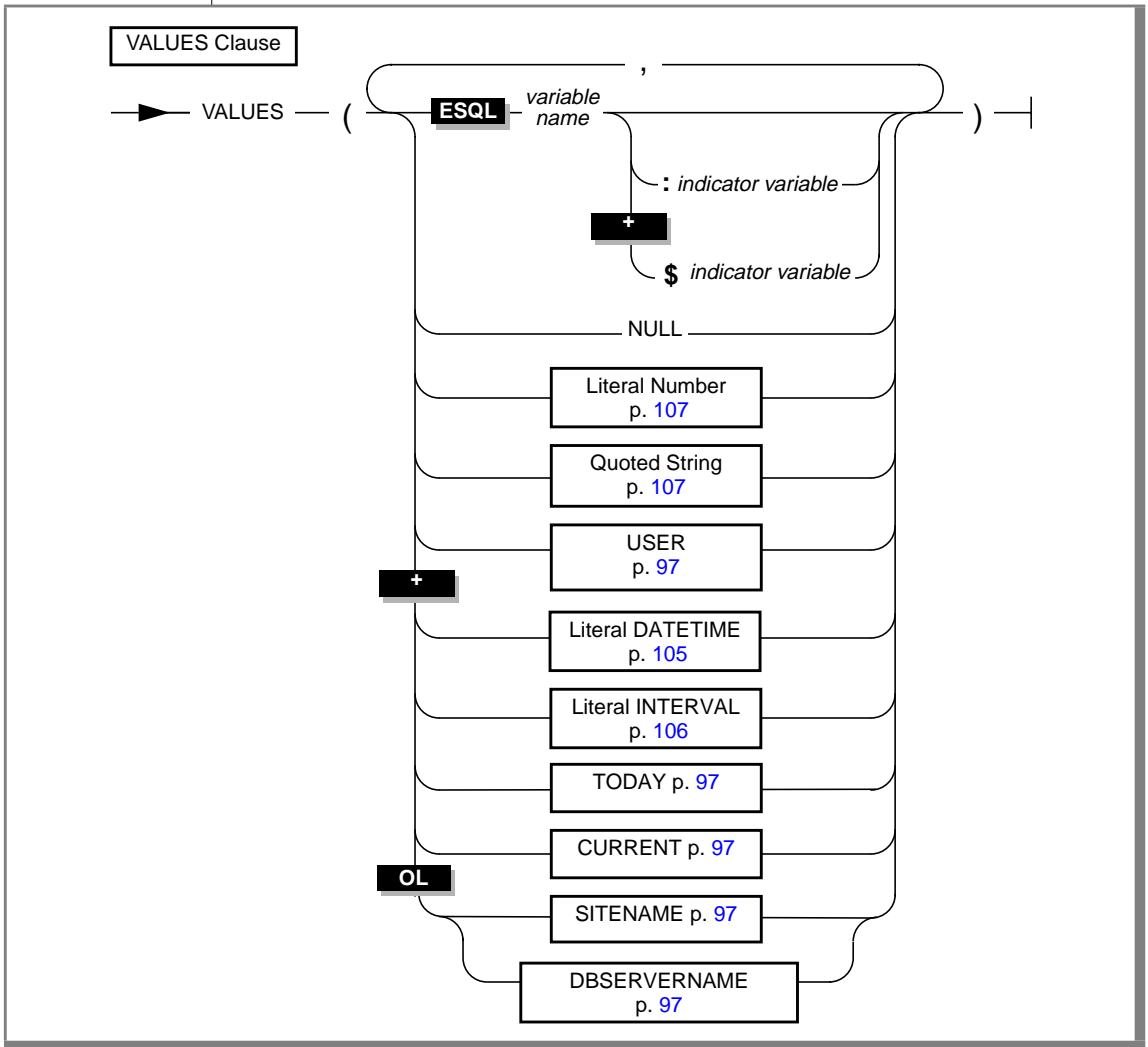 VALUES Clause
,
VALUES ( ESQL variable name )
: indicator variable
+
$ indicator variable
NULL
Literal Number
p. 107
Quoted String
p. 107
USER
p. 97
+
Literal DATETIME
p. 105
Literal INTERVAL
p. 106
TODAY p. 97
CURRENT p. 97
OL
SITENAME p. 97
DBSERVERNAME
p. 97